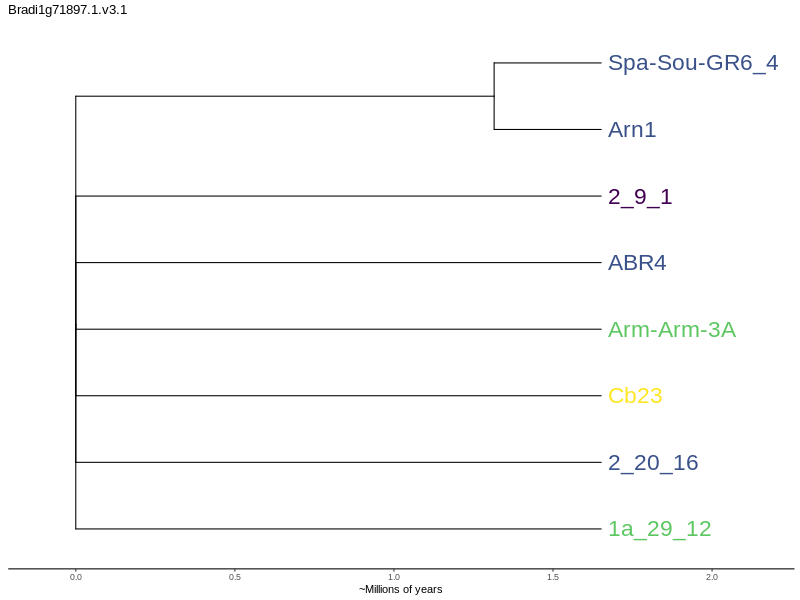 Bradi1g71897.1.v3.1
Spa-Sou-GR6_4
Arn1
2_9_1
ABR4
Arm-Arm-3A
Cb23
2_20_16
1a_29_12
0.0 0.5 1.0 1.5 2.0
~Millions of years